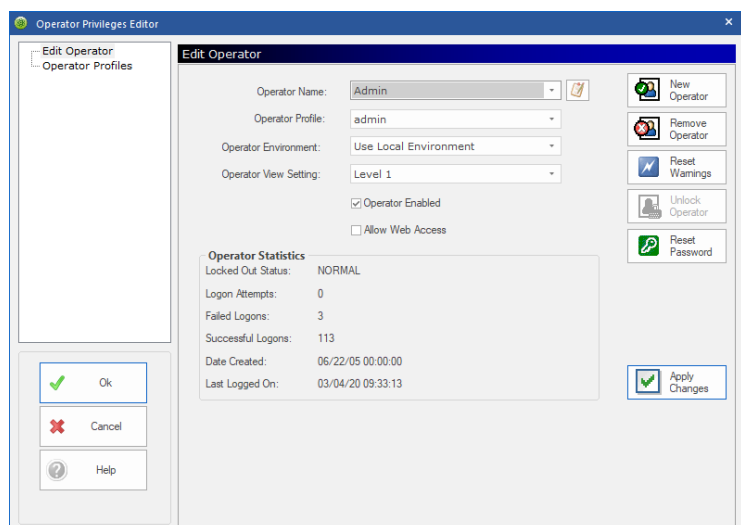 Operator Privileges Editor
Edit Operator
Operator Profiles
Edit Operator
Operator Name: Admin
Operator Profile: admin
Operator Environment: Use Local Environment
Operator View Setting: Level 1
Operator Enabled
Allow Web Access
Operator Statistics
Locked Out Status: NORMAL
Logon Attempts: 0
Failed Logons: 3
Successful Logons: 113
Date Created: 06/22/05 00:00:00
Last Logged On: 03/04/20 09:33:13
New
Operator
Remove
Operator
Reset
Warnings
Unlock
Operator
Reset
Password
Apply
Changes
Ok
Cancel
Help